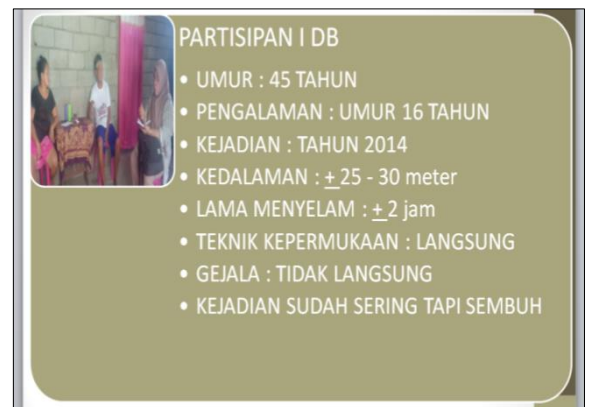 PARTISIPAN I DB
• UMUR : 45 TAHUN
• PENGALAMAN : UMUR 16 TAHUN
• KEJADIAN : TAHUN 2014
• KEDALAMAN : ± 25 - 30 meter
• LAMA MENYELAM : ± 2 jam
• TEKNIK KEPERMUKAAN : LANGSUNG
• GEJALA : TIDAK LANGSUNG
• KEJADIAN SUDAH SERING TAPI SEMBUH